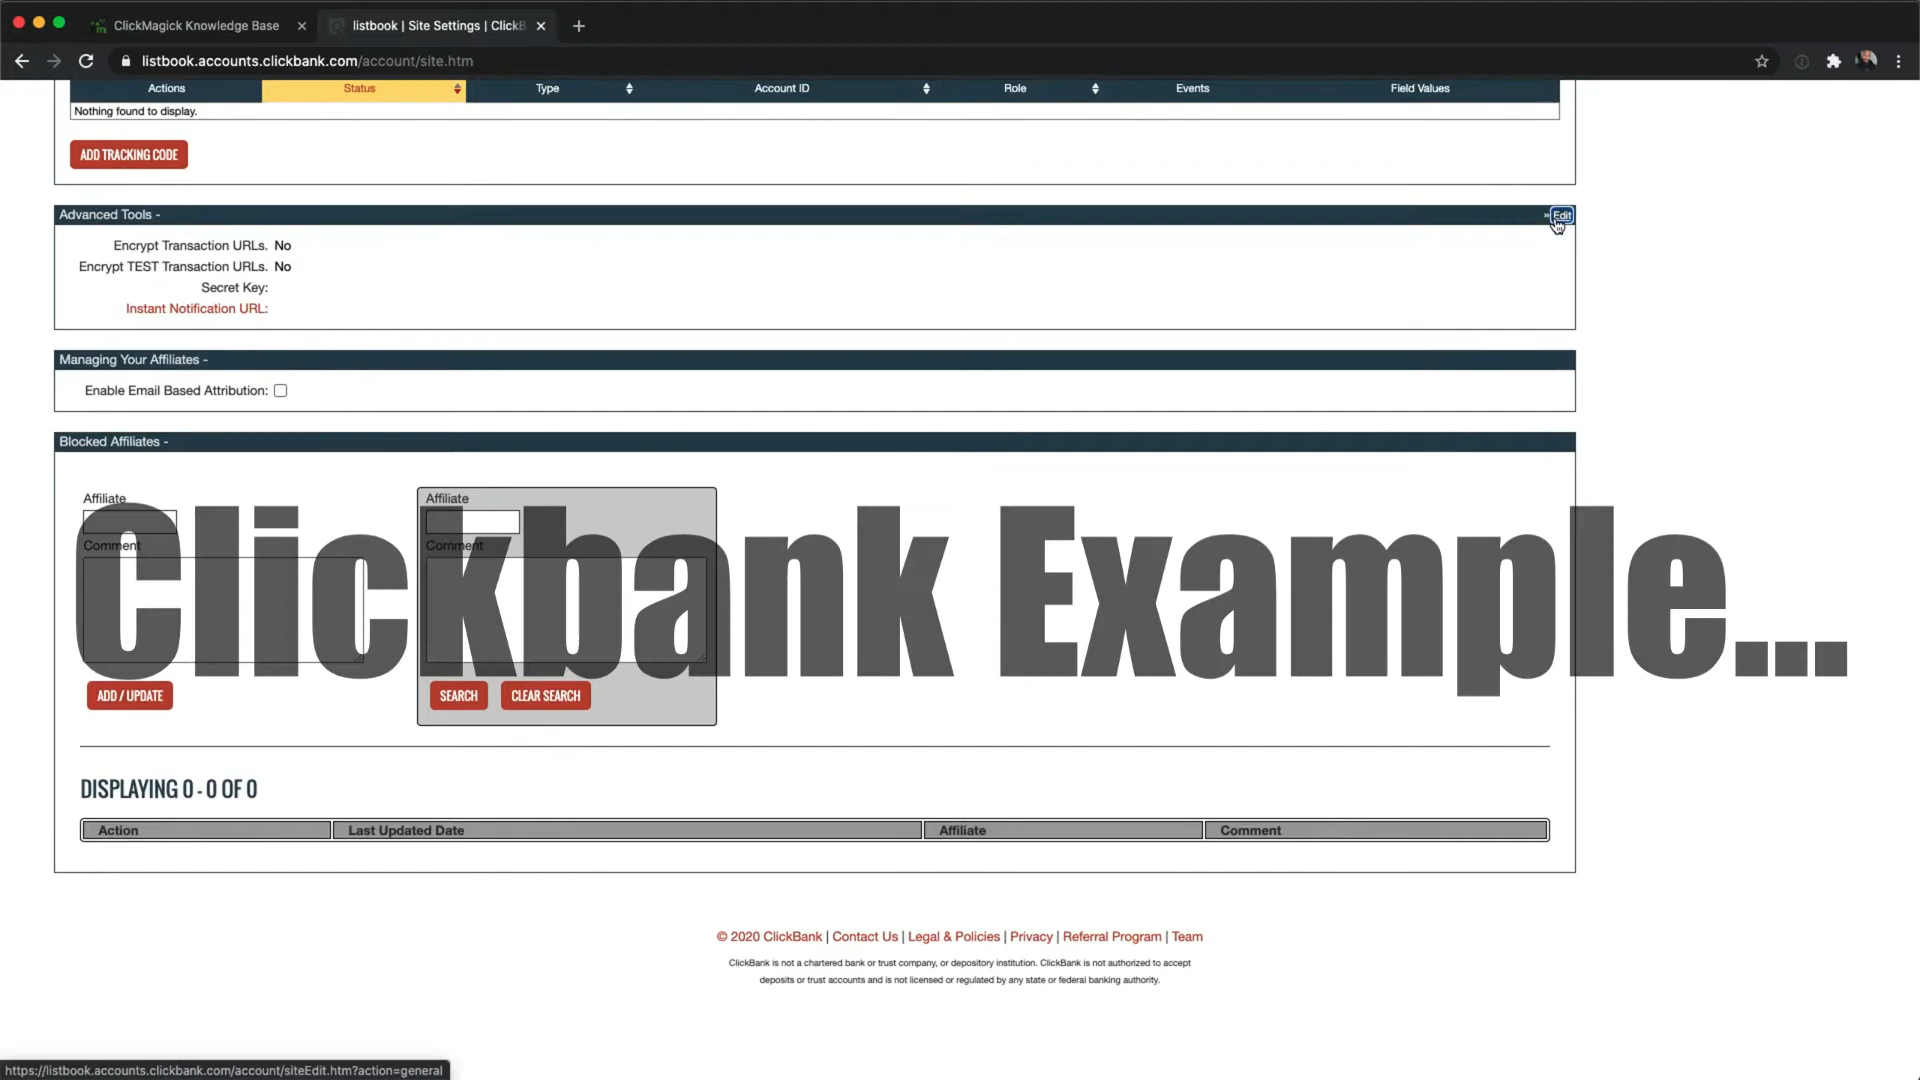 ClickMagick Knowledge Base
listbook | Site Settings | ClickB
listbook.accounts.clickbank.com/account/site.htm
Actions Status Type Account ID Role Events Field Values
Nothing found to display.
ADD TRACKING CODE
Advanced Tools - » Edit
Encrypt Transaction URLs. No
Encrypt TEST Transaction URLs. No
Secret Key:
Instant Notification URL:
Managing Your Affiliates -
Enable Email Based Attribution:
Blocked Affiliates -
Affiliate Affiliate
Comment Comment
Clickbank Example...
ADD / UPDATE SEARCH CLEAR SEARCH
DISPLAYING 0 - 0 OF 0
Action Last Updated Date Affiliate Comment
© 2020 ClickBank | Contact Us | Legal & Policies | Privacy | Referral Program | Team
ClickBank is not a chartered bank or trust company, or depository institution. ClickBank is not authorized to accept
deposits or trust accounts and is not licensed or regulated by any state or federal banking authority.
https://listbook.accounts.clickbank.com/account/siteEdit.htm?action=general